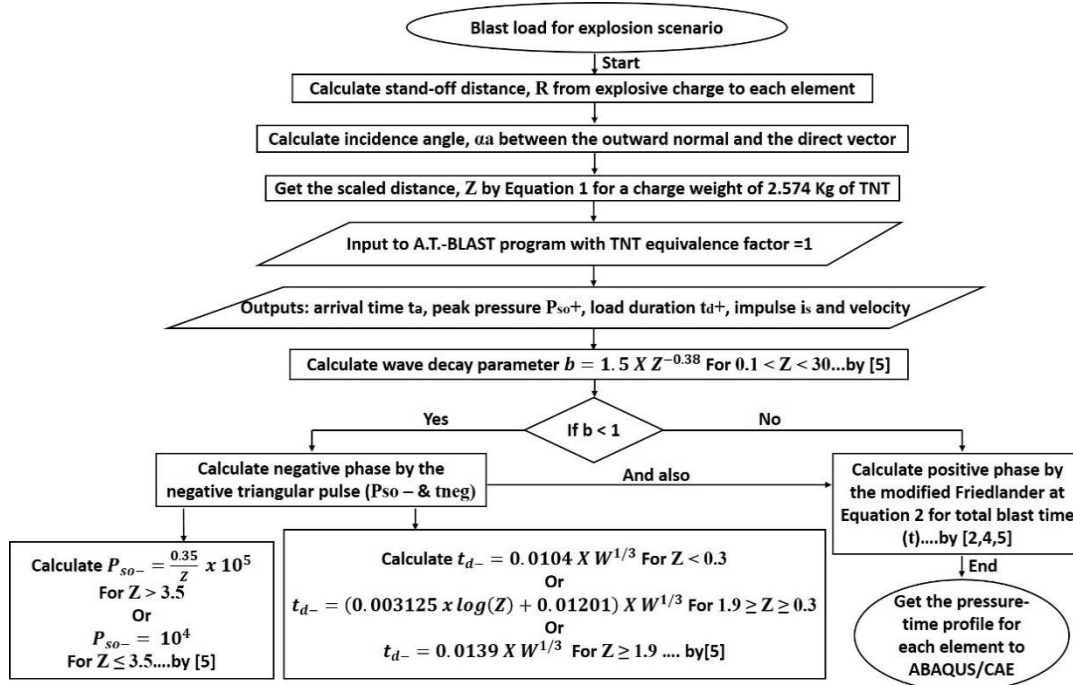 Blast load for explosion scenario
Start
Calculate stand-off distance, R from explosive charge to each element
Calculate incidence angle, αa between the outward normal and the direct vector
Get the scaled distance, Z by Equation 1 for a charge weight of 2.574 Kg of TNT
Input to A.T.-BLAST program with TNT equivalence factor =1
Outputs: arrival time ta, peak pressure Pso+, load duration td+, impulse is and velocity
Calculate wave decay parameter b = 1.5 X Z^{-0.38} For 0.1 < Z < 30...by [5]
If b < 1
Yes
No
Calculate negative phase by the
negative triangular pulse (Pso – & tneg)
And also
Calculate positive phase by
the modified Friedlander at
Equation 2 for total blast time
(t)....by [2,4,5]
Calculate P_{so-} = \frac{0.35}{Z} x 10^5
For Z > 3.5
Or
P_{so-} = 10^4
For Z ≤ 3.5....by [5]
Calculate t_{d-} = 0.0104 X W^{1/3} For Z < 0.3
Or
t_{d-} = (0.003125 x log(Z) + 0.01201) X W^{1/3} For 1.9 ≥ Z ≥ 0.3
Or
t_{d-} = 0.0139 X W^{1/3} For Z ≥ 1.9 .... by[5]
End
Get the pressure-
time profile for
each element to
ABAQUS/CAE